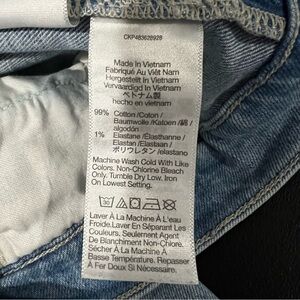 CKP483628928
Made In Vietnam
Fabriqué Au Viêt Nam
Hergestellt in Vietnam
Vervaardigd In Vietnam
ベトナム製
hecho en vietnam
99% Cotton/Coton/
Baumwolle/Katoen/綿/
algodón
1% Elastane/Élasthanne/
Elastan/Elastaan/
ポリウレタン/elastano
Machine Wash Cold With Like
Colors. Non-Chlorine Bleach
Only. Tumble Dry Low. Iron
On Lowest Setting.
Laver À La Machine À L'eau
Froide.Laver En Séparant Les
Couleurs. Seulement Agent
De Blanchiment Non-Chloré.
Sécher À La Machine À
Basse Température. Repasser
À Fer Doux Si Nécessaire.